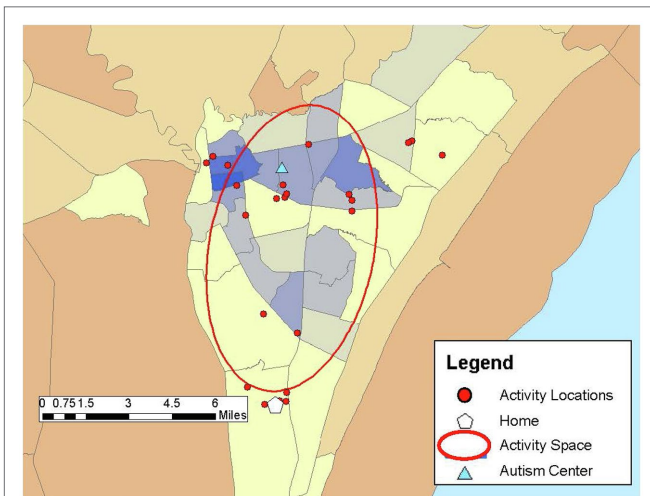 0 0.75 1.5 3 4.5 6
Miles
Legend
Activity Locations
Home
Activity Space
Autism Center